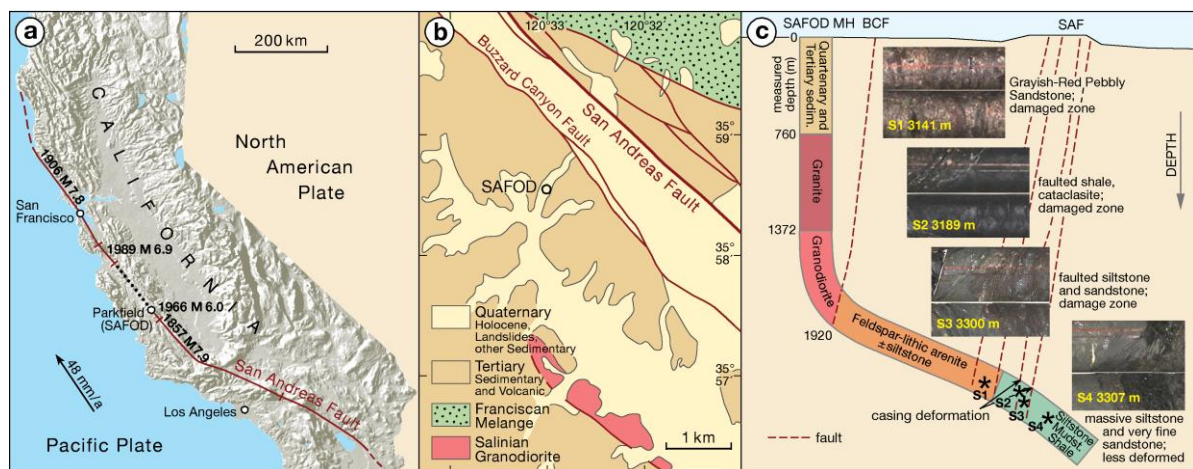 a
200 km
CALIFORNIA
North
American
Plate
1906 M 7.8
San
Francisco
1989 M 6.9
1966 M 6.0
Parkfield
(SAFOD)
1857 M7.9
San Andreas Fault
48 mm/a
Los Angeles
Pacific Plate
b
120°33
120°32
Buzzard Canyon Fault
San Andreas Fault
35°
59'
SAFOD
35°
58'
35°
57'
Quaternary
Holocene,
Landslides,
other Sedimentary
Tertiary
Sedimentary
and Volcanic
Franciscan
Melange
Salinian
Granodiorite
1 km
c
SAFOD MH BCF
SAF
0
measured
depth (m)
Quartenary and
Tertiary sedim.
760
Granite
1372
Granodiorite
1920
Feldspar-lithic arenite
±siltstone
Grayish-Red Pebbly
Sandstone;
damaged zone
S1 3141 m
faulted shale,
cataclasite;
damaged zone
S2 3189 m
DEPTH
faulted siltstone
and sandstone;
damage zone
S3 3300 m
S4 3307 m
massive siltstone
and very fine
sandstone;
less deformed
S1
S2
S3
S4
casing deformation
Siltstone
Mudst.
Shale
fault